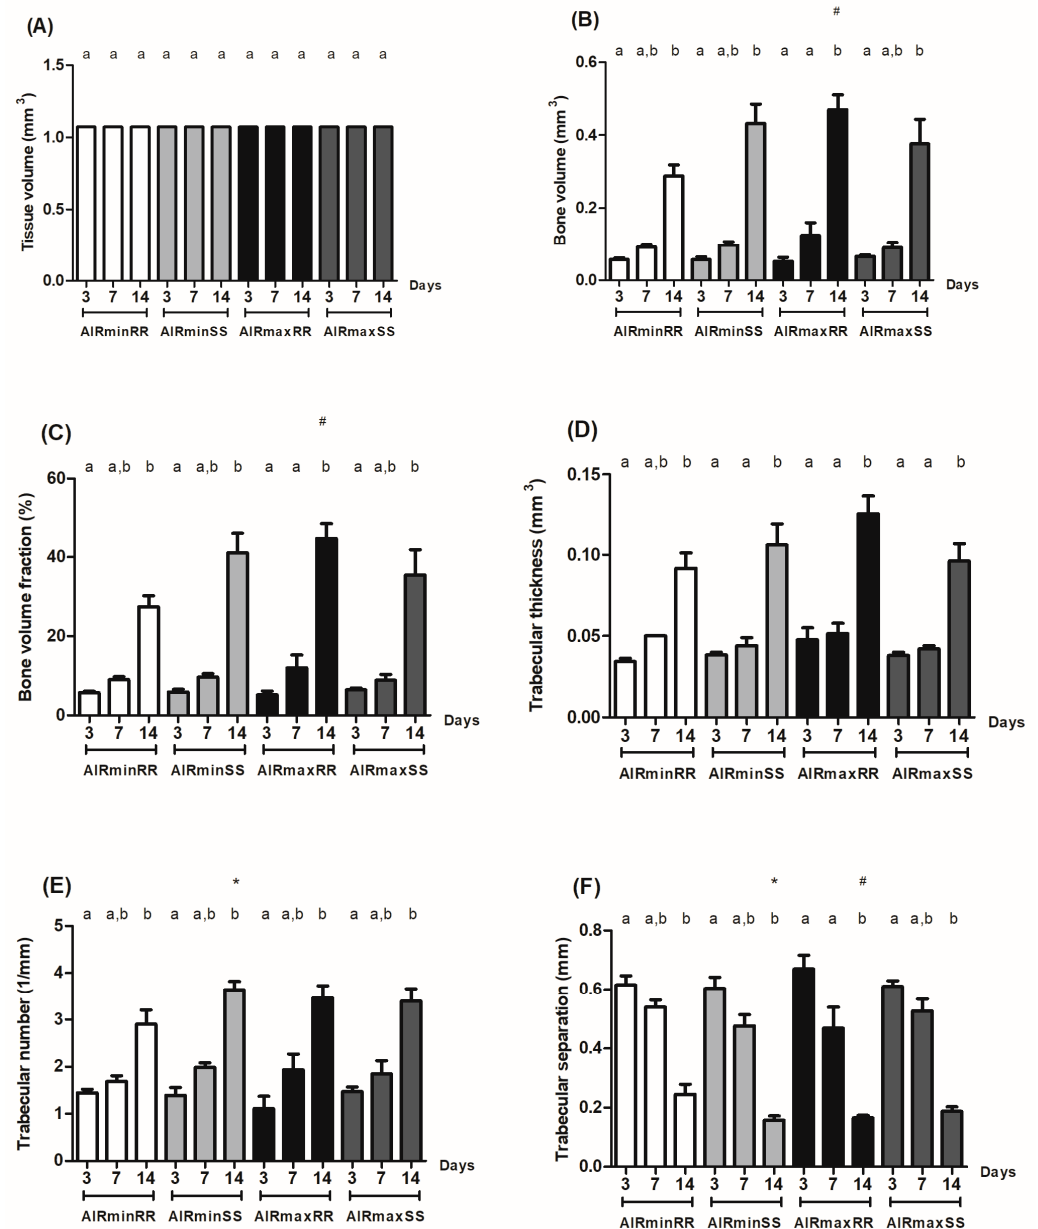 (A)
a a a a a a a a a a a a
Tissue volume (mm³)
1.5
1.0
0.5
0.0
3 7 14 3 7 14 3 7 14 3 7 14 Days
AIRminRR AIRminSS AIRmaxRR AIRmaxSS
(B)
#
a a,b b a a,b b a a b a a,b b
Bone volume (mm³)
0.6
0.4
0.2
0.0
3 7 14 3 7 14 3 7 14 3 7 14 Days
AIRminRR AIRminSS AIRmaxRR AIRmaxSS
(C)
#
a a,b b a a,b b a a b a a,b b
Bone volume fraction (%)
60
40
20
0
3 7 14 3 7 14 3 7 14 3 7 14 Days
AIRminRR AIRminSS AIRmaxRR AIRmaxSS
(D)
a a,b b a a b a a b a a b
Trabecular thickness (mm³)
0.15
0.10
0.05
0.00
3 7 14 3 7 14 3 7 14 3 7 14 Days
AIRminRR AIRminSS AIRmaxRR AIRmaxSS
(E)
*
a a,b b a a,b b a a,b b a a,b b
Trabecular number (1/mm)
5
4
3
2
1
0
3 7 14 3 7 14 3 7 14 3 7 14 Days
AIRminRR AIRminSS AIRmaxRR AIRmaxSS
(F)
* #
a a,b b a a,b b a a b a a,b b
Trabecular separation (mm)
0.8
0.6
0.4
0.2
0.0
3 7 14 3 7 14 3 7 14 3 7 14 Days
AIRminRR AIRminSS AIRmaxRR AIRmaxSS